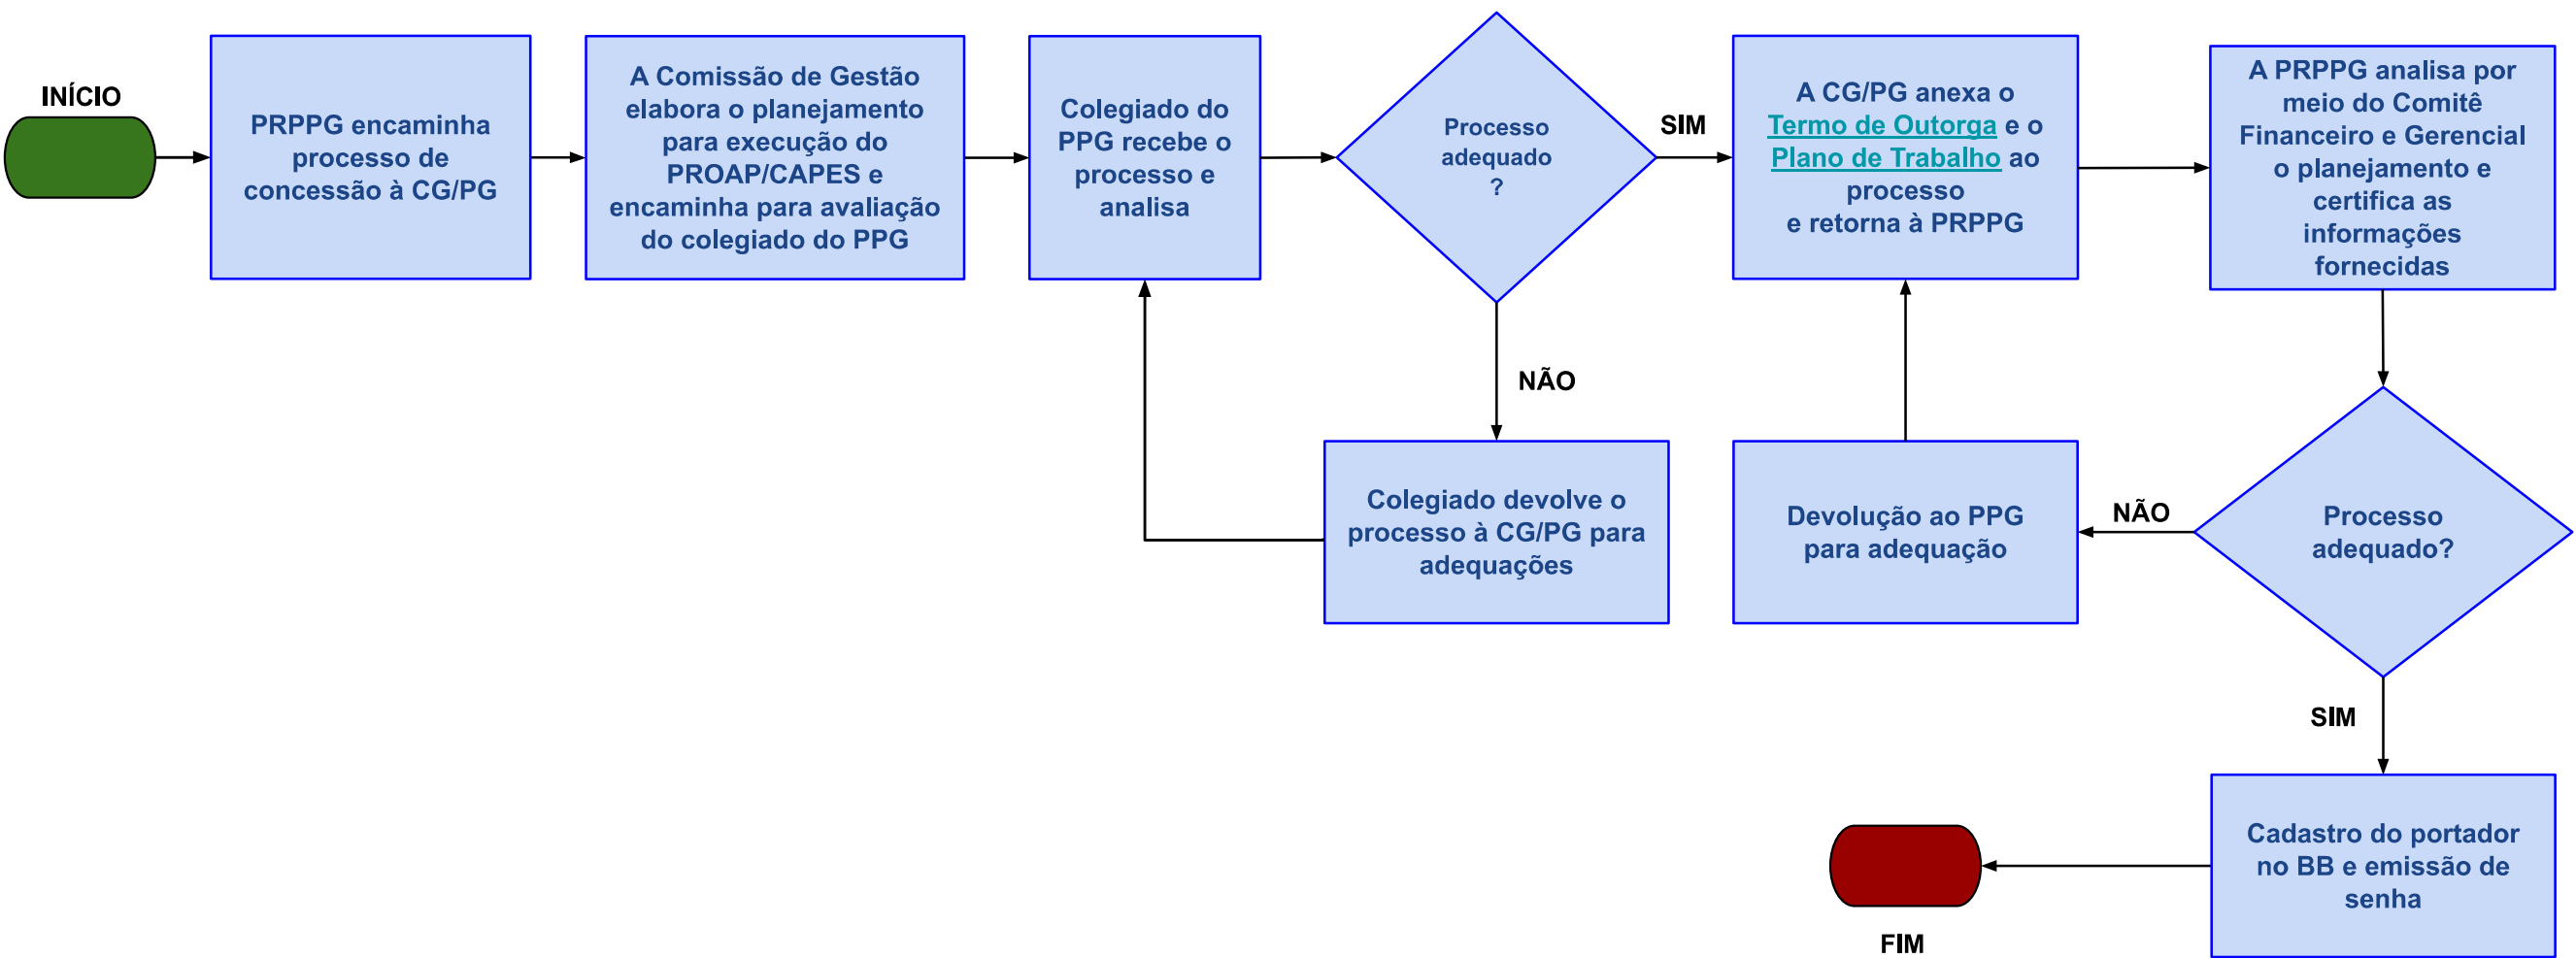 INÍCIO
PRPPG encaminha
processo de
concessão à CG/PG
A Comissão de Gestão
elabora o planejamento
para execução do
PROAP/CAPES e
encaminha para avaliação
do colegiado do PPG
Colegiado do
PPG recebe o
processo e
analisa
Processo
adequado
?
SIM
A CG/PG anexa o
Termo de Outorga e o
Plano de Trabalho ao
processo
e retorna à PRPPG
A PRPPG analisa por
meio do Comitê
Financeiro e Gerencial
o planejamento e
certifica as
informações
fornecidas
NÃO
Colegiado devolve o
processo à CG/PG para
adequações
Devolução ao PPG
para adequação
NÃO
Processo
adequado?
SIM
Cadastro do portador
no BB e emissão de
senha
FIM